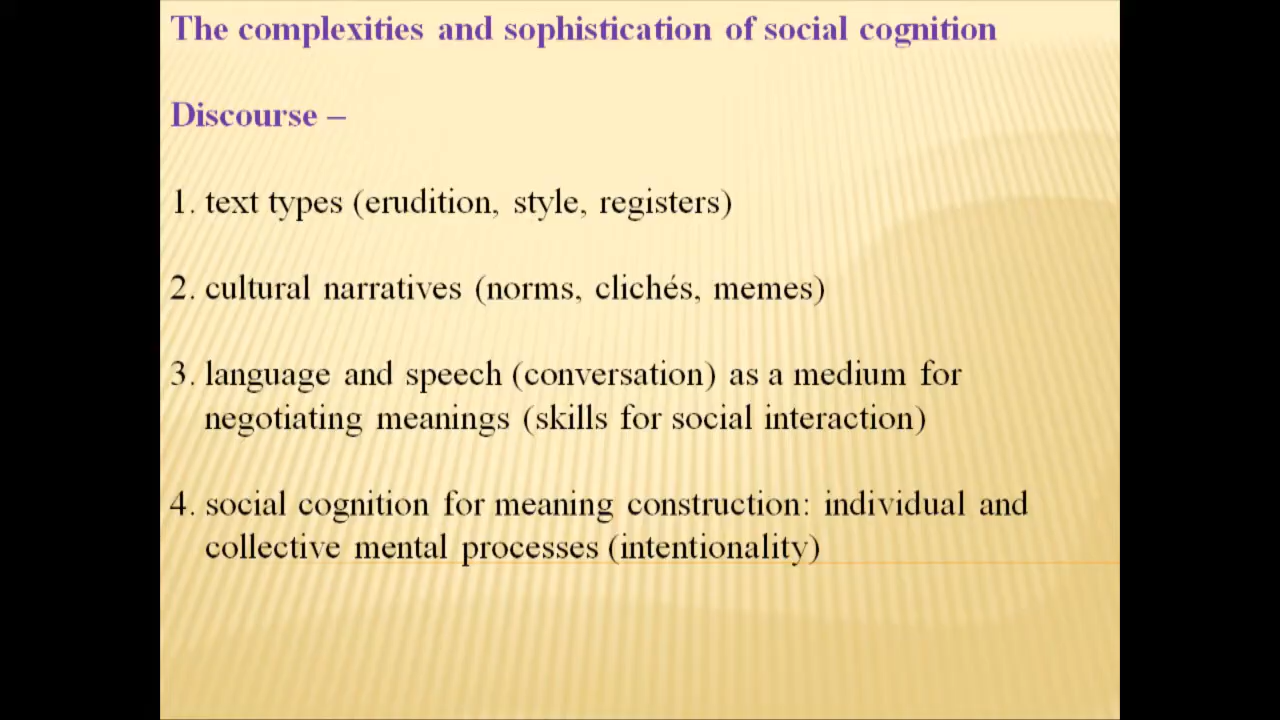 The complexities and sophistication of social cognition
Discourse –
1. text types (erudition, style, registers)
2. cultural narratives (norms, clichés, memes)
3. language and speech (conversation) as a medium for
negotiating meanings (skills for social interaction)
4. social cognition for meaning construction: individual and
collective mental processes (intentionality)